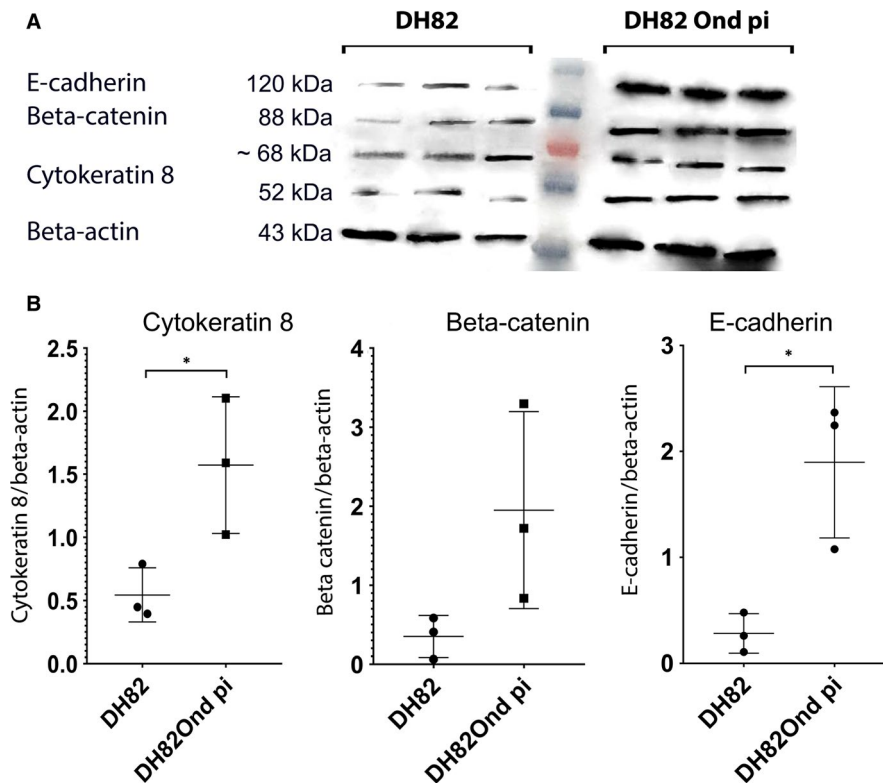 A
DH82
DH82 Ond pi
E-cadherin 120 kDa
Beta-catenin 88 kDa
~ 68 kDa
Cytokeratin 8
52 kDa
Beta-actin 43 kDa
B
Cytokeratin 8
2.5
2.0
1.5
1.0
0.5
0.0
*
Cytokeratin 8/beta-actin
DH82
DH82Ond pi
Beta-catenin
4
3
2
1
0
Beta catenin/beta-actin
DH82
DH82Ond pi
E-cadherin
3
2
1
0
*
E-cadherin/beta-actin
DH82
DH82Ond pi